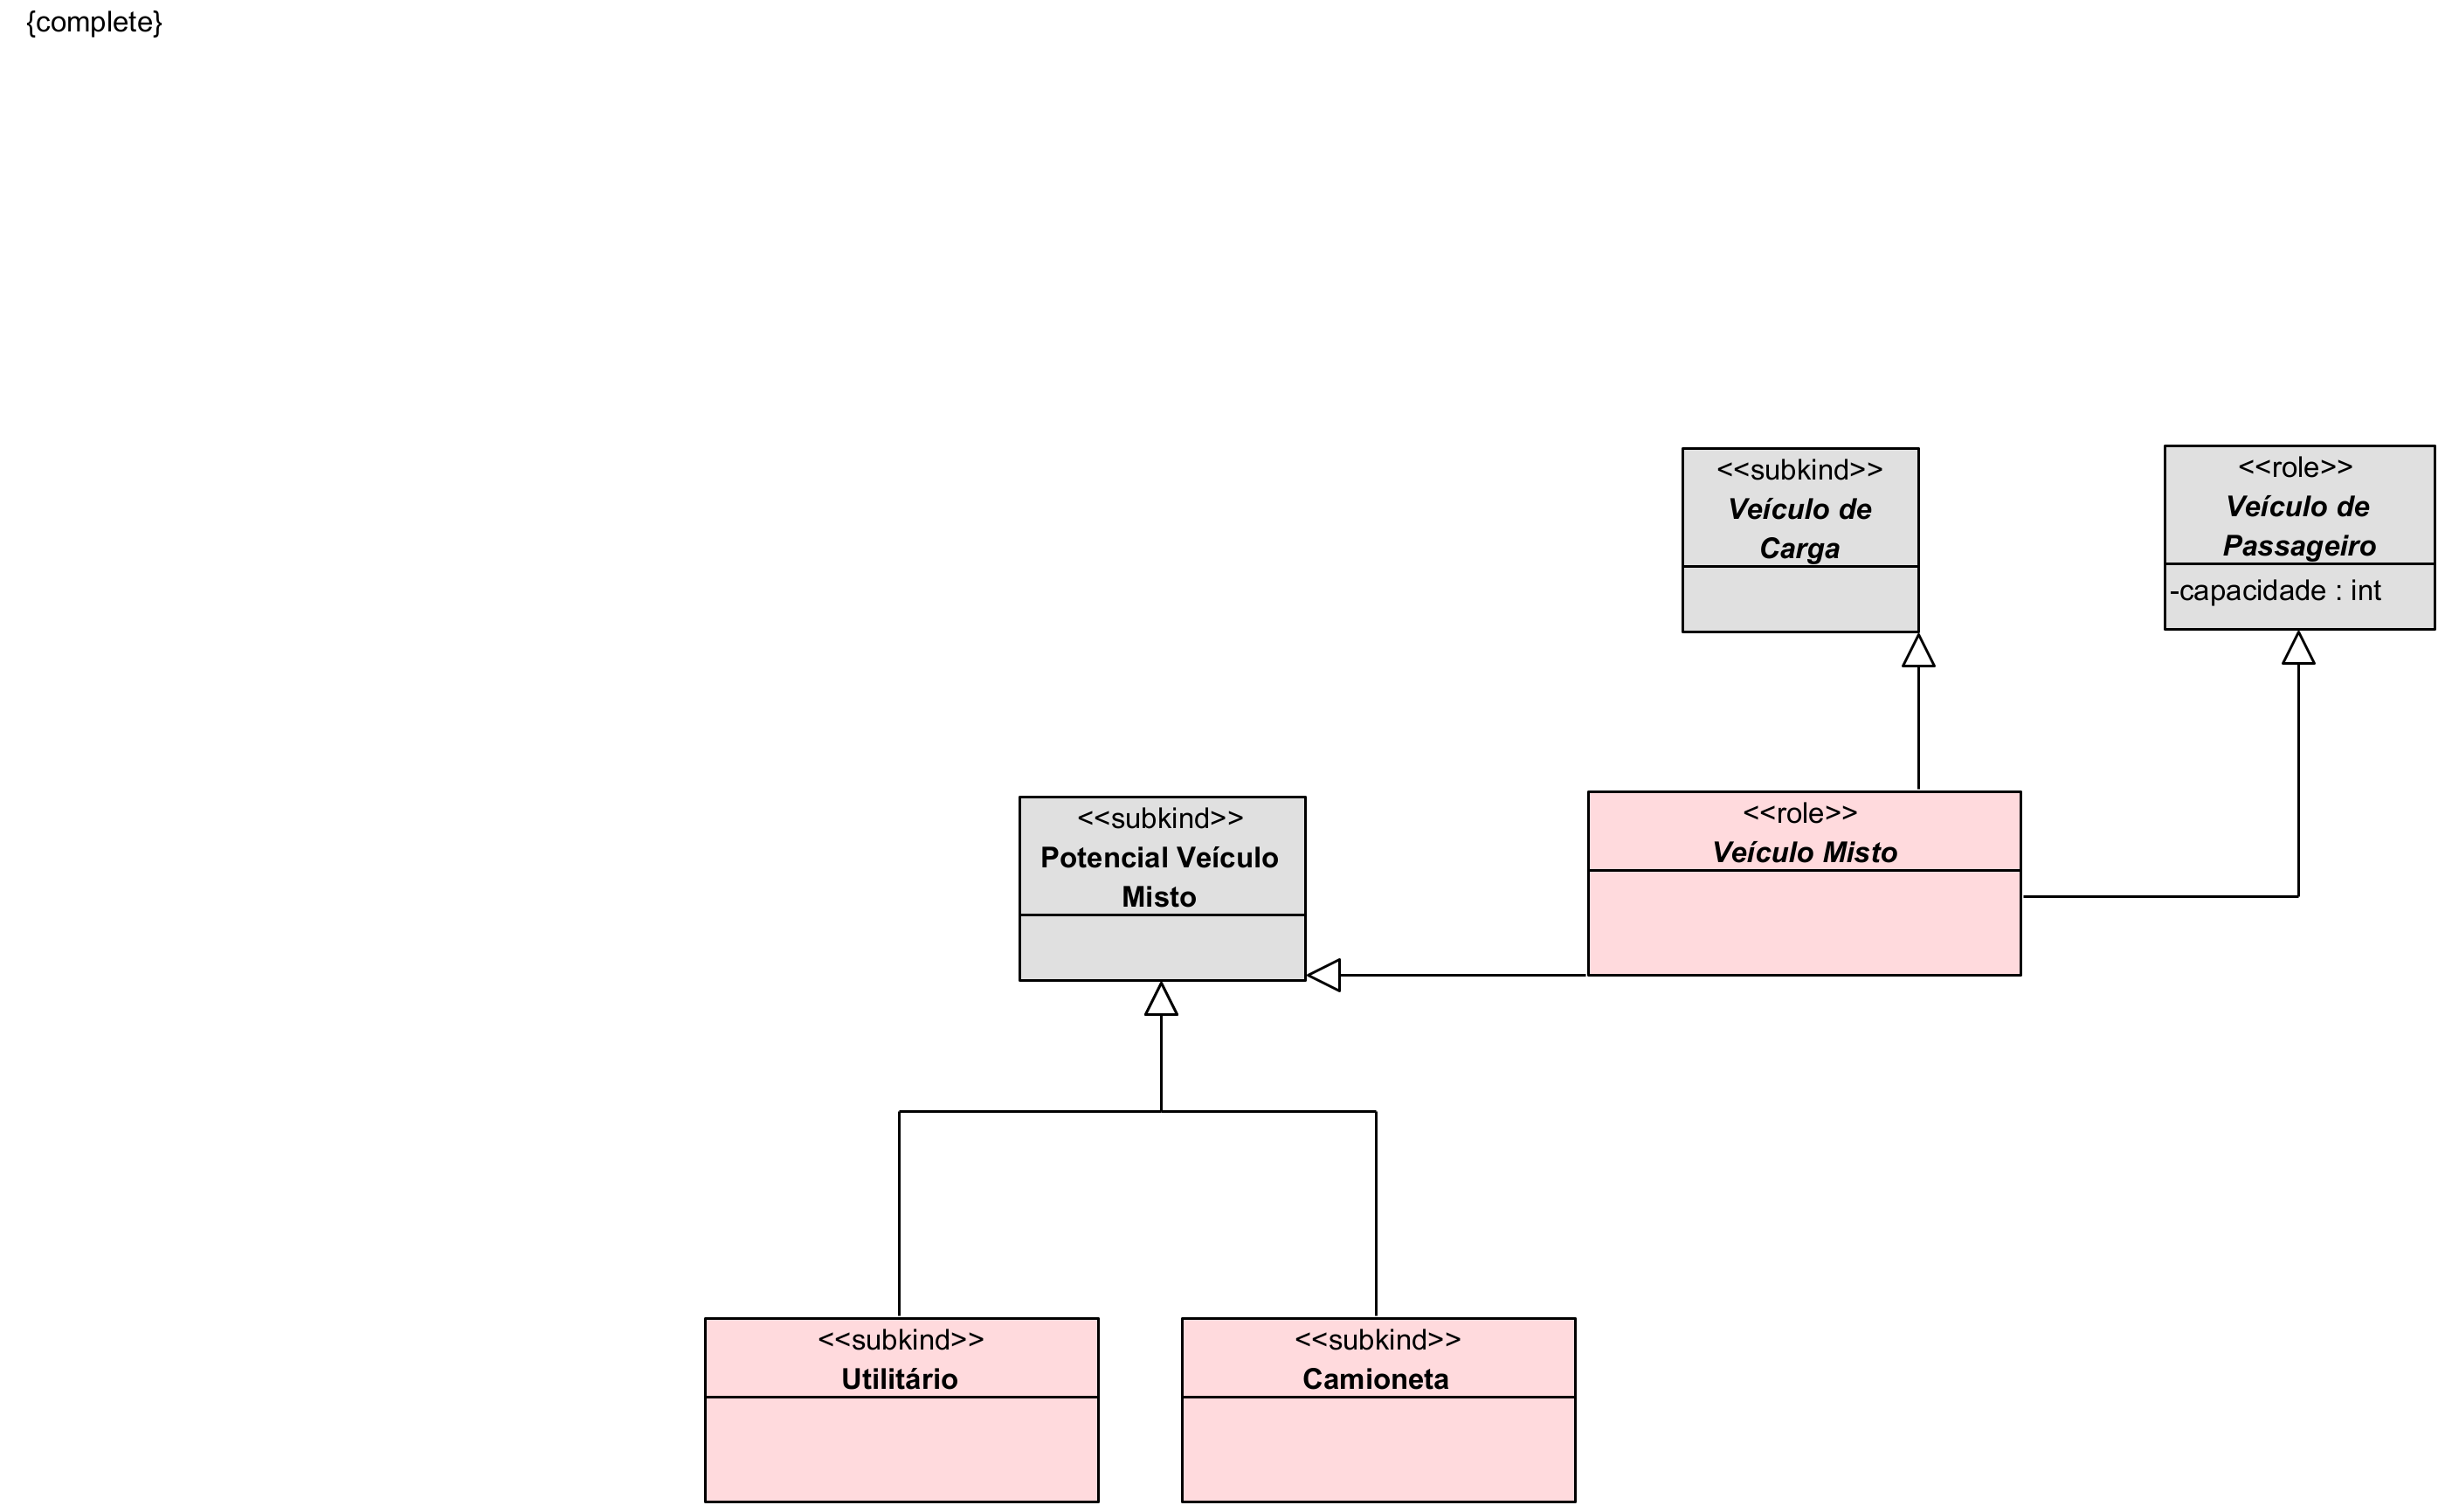 {complete}
<<subkind>>
Veículo de
Carga
<<role>>
Veículo de
Passageiro
-capacidade : int
<<subkind>>
Potencial Veículo
Misto
<<role>>
Veículo Misto
<<subkind>>
Utilitário
<<subkind>>
Camioneta